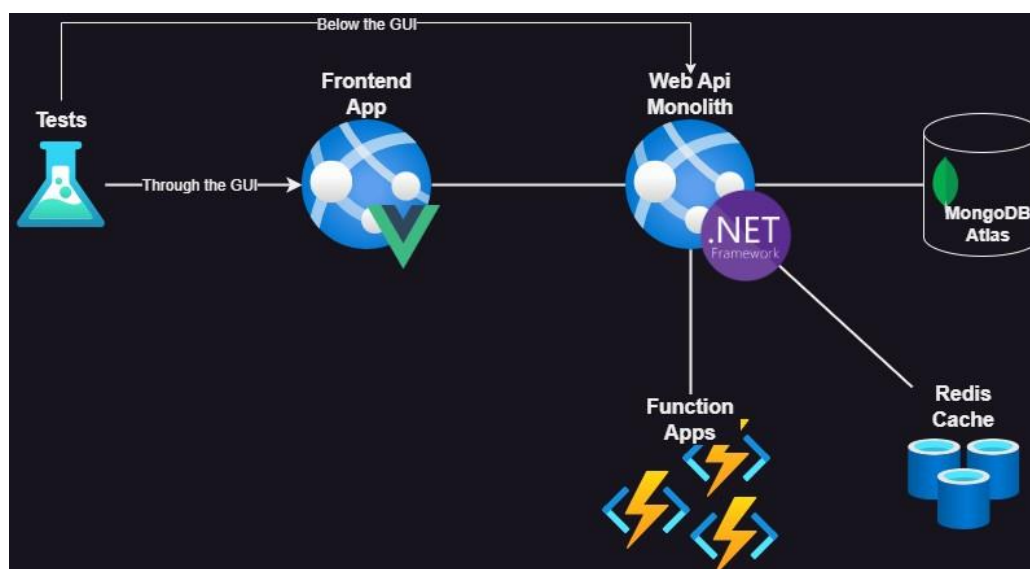 Below the GUI
Frontend
App
Web Api
Monolith
Tests
Through the GUI
.NET
Framework
MongoDB
Atlas
Function
Apps
Redis
Cache